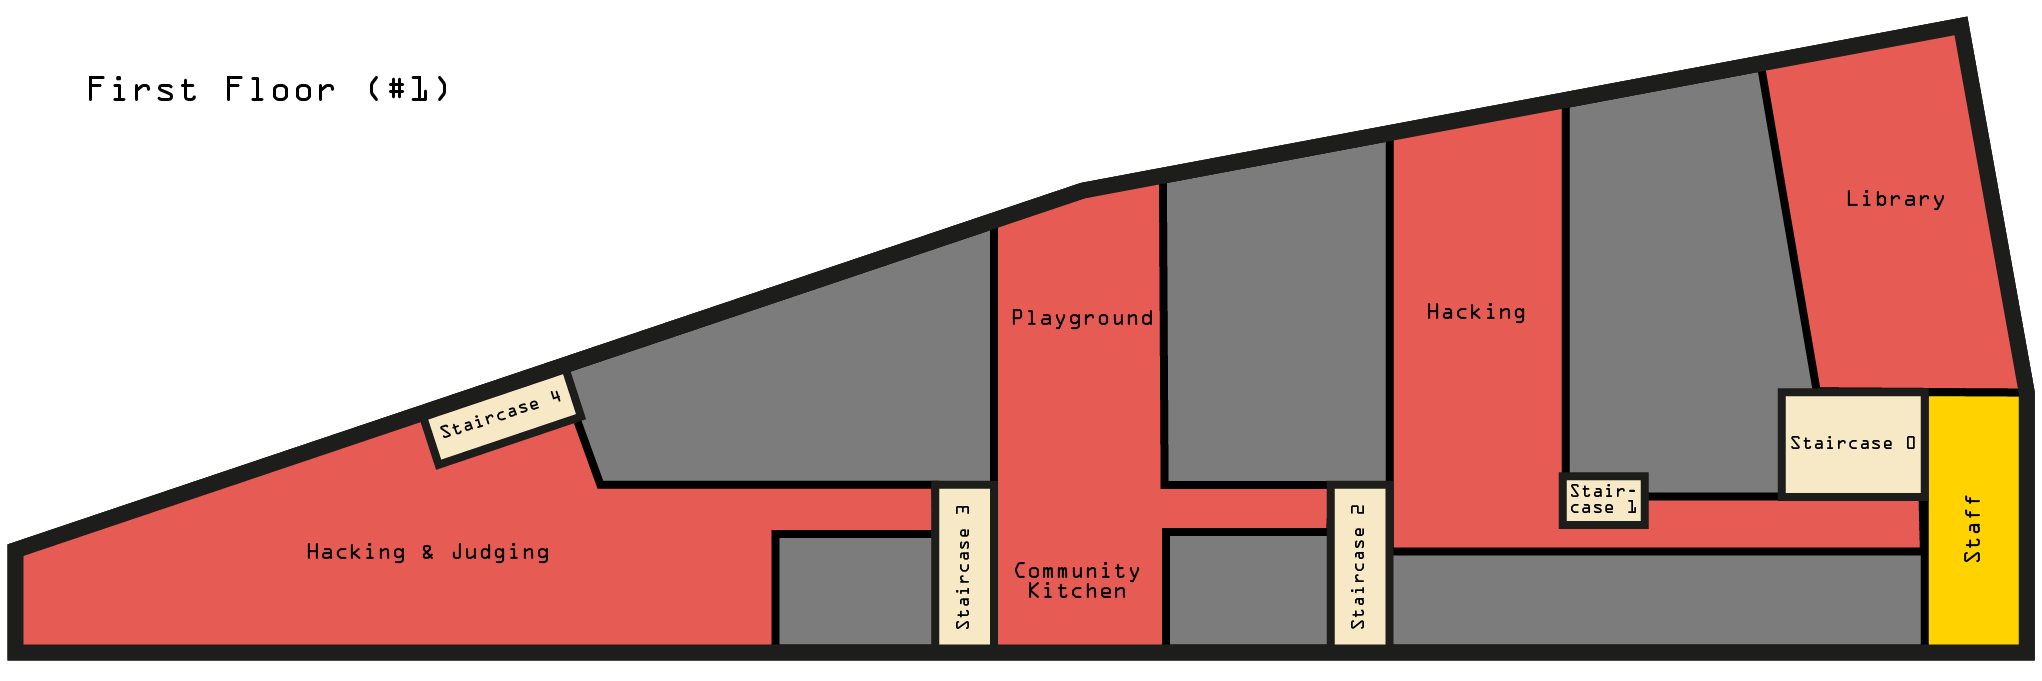 First Floor (#1)
Library
Playground
Hacking
Staircase 4
Staircase 0
Stair-
case 1
Hacking & Judging
Staircase 3
Community
Kitchen
Staircase 2
Staff